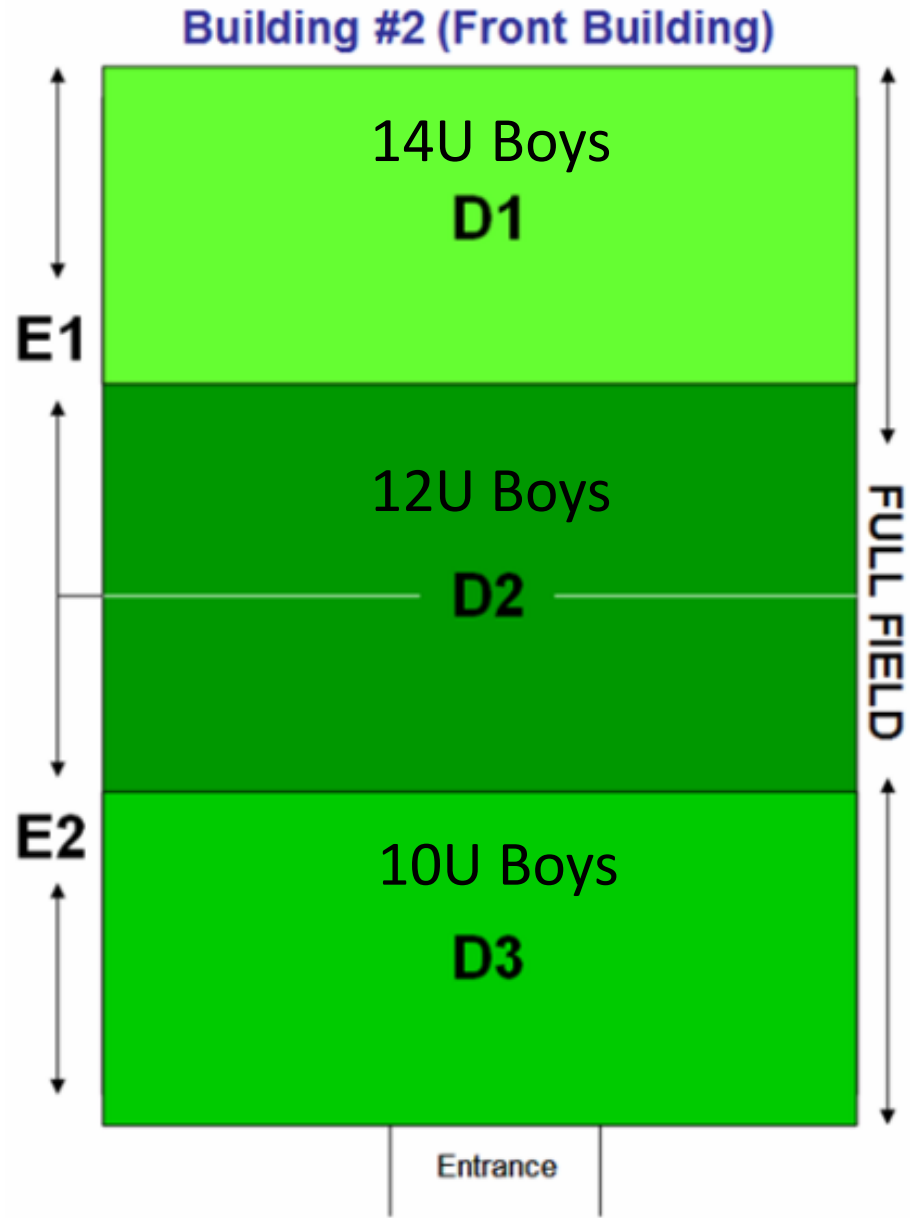 Building #2 (Front Building)
14U Boys
D1
E1
12U Boys
D2
FULL FIELD
E2
10U Boys
D3
Entrance